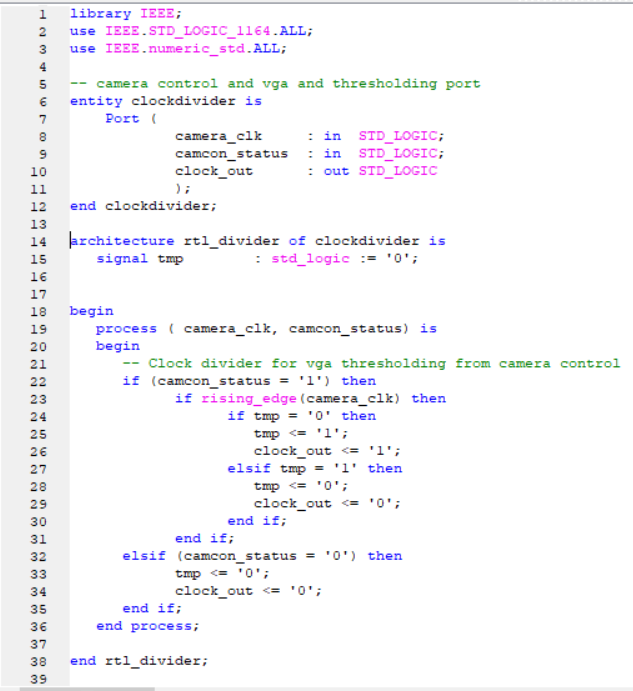 1 library IEEE;
2 use IEEE.STD_LOGIC_1164.ALL;
3 use IEEE.numeric_std.ALL;
4
5 -- camera control and vga and thresholding port
6 entity clockdivider is
7     Port (
8             camera_clk     : in  STD_LOGIC;
9             camcon_status  : in  STD_LOGIC;
10            clock_out      : out STD_LOGIC
11            );
12 end clockdivider;
13
14 architecture rtl_divider of clockdivider is
15    signal tmp        : std_logic := '0';
16
17
18 begin
19    process ( camera_clk, camcon_status) is
20    begin
21       -- Clock divider for vga thresholding from camera control
22       if (camcon_status = '1') then
23             if rising_edge(camera_clk) then
24                   if tmp = '0' then
25                      tmp <= '1';
26                      clock_out <= '1';
27                   elsif tmp = '1' then
28                      tmp <= '0';
29                      clock_out <= '0';
30                   end if;
31             end if;
32       elsif (camcon_status = '0') then
33             tmp <= '0';
34             clock_out <= '0';
35       end if;
36    end process;
37
38 end rtl_divider;
39